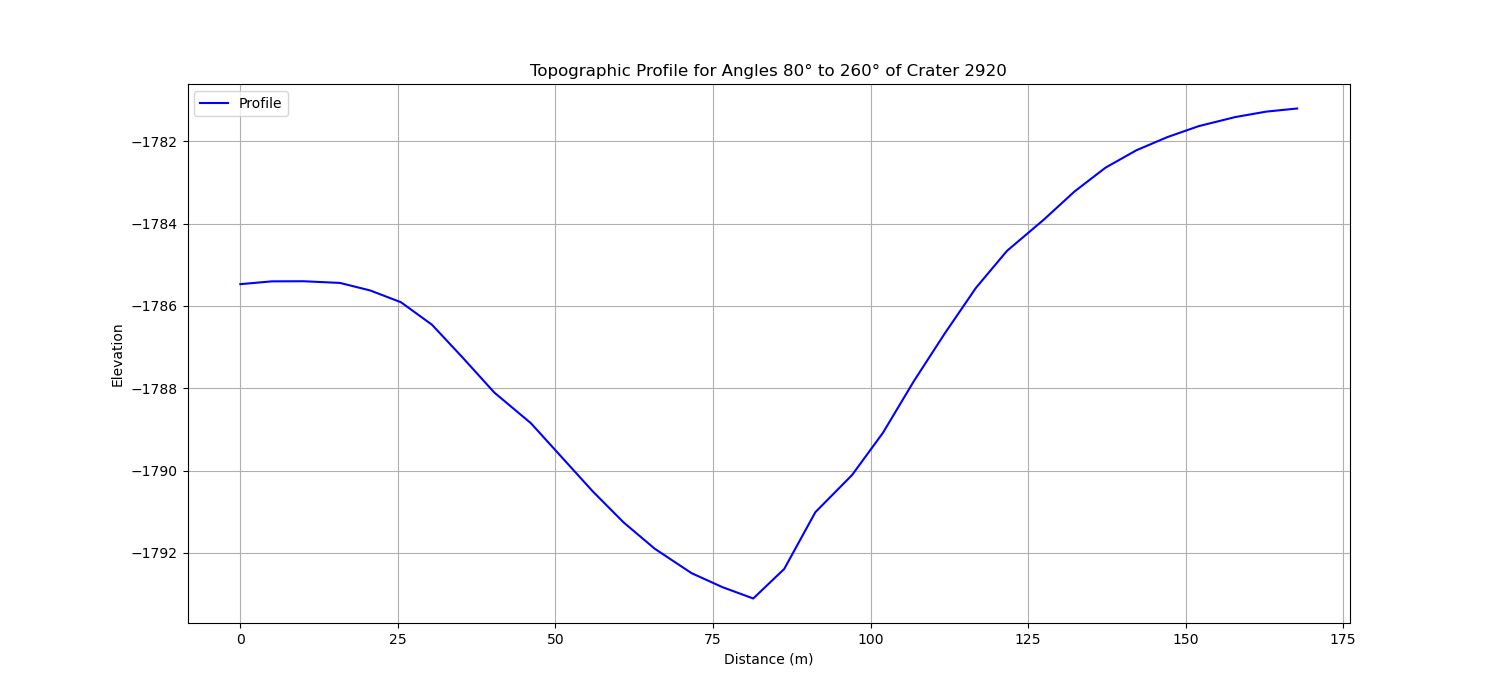 Topographic Profile for Angles 80° to 260° of Crater 2920
Profile
−1782
−1784
−1786
−1788
−1790
−1792
Elevation
0 25 50 75 100 125 150 175
Distance (m)